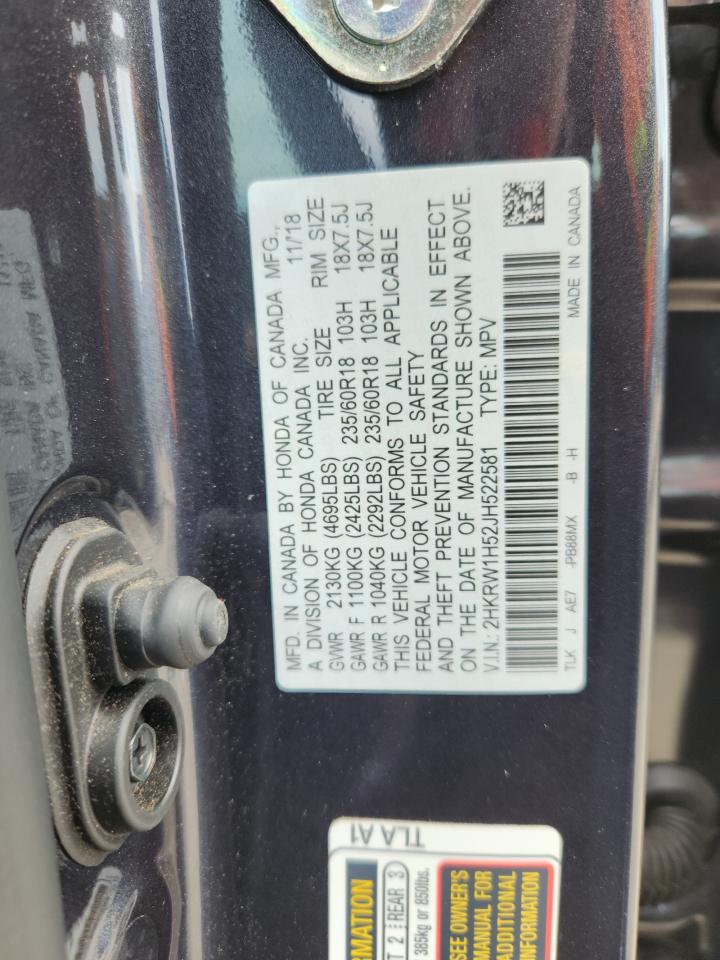 MFD. IN CANADA BY HONDA OF CANADA MFG.,
A DIVISION OF HONDA CANADA INC. 11/18
GVWR 2130KG (4695LBS) TIRE SIZE RIM SIZE
GAWR F 1100KG (2425LBS) 235/60R18 103H 18X7.5J
GAWR R 1040KG (2292LBS) 235/60R18 103H 18X7.5J
THIS VEHICLE CONFORMS TO ALL APPLICABLE
FEDERAL MOTOR VEHICLE SAFETY
AND THEFT PREVENTION STANDARDS IN EFFECT
ON THE DATE OF MANUFACTURE SHOWN ABOVE.
V.I.N.: 2HKRW1H52JH522581 TYPE: MPV
TLK J AE7 -PB88MX -B -H MADE IN CANADA
TLA A1
REAR 3
385kg or 850lbs.
SEE OWNER'S
MANUAL FOR
ADDITIONAL
INFORMATION